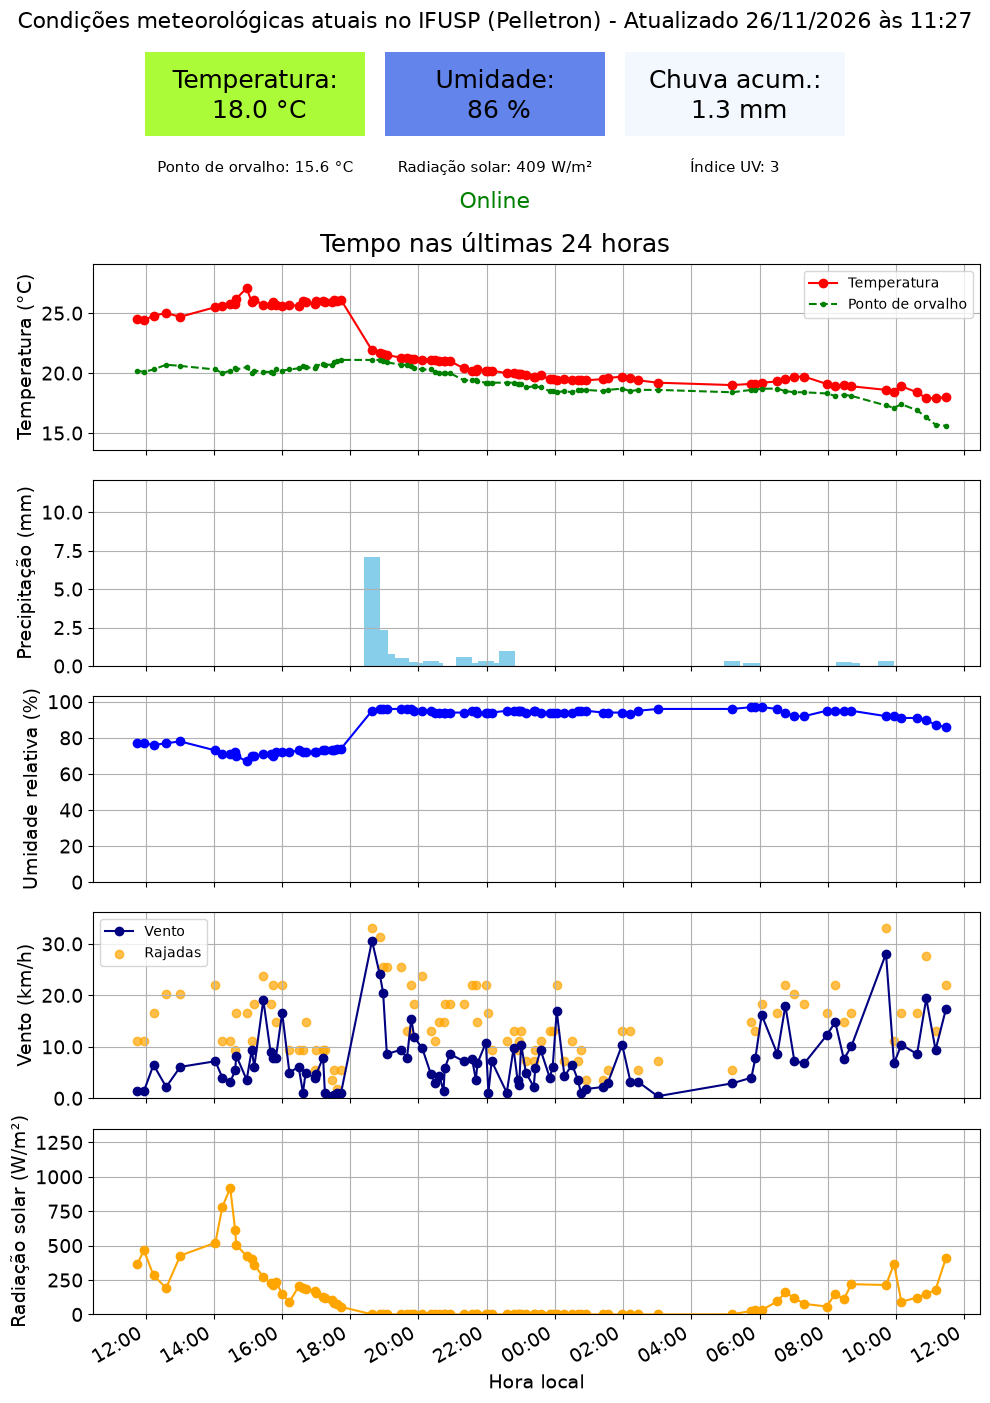 Condições meteorológicas atuais no IFUSP (Pelletron) - Atualizado 26/11/2026 às 11:27
Temperatura:
18.0 °C
Umidade:
86 %
Chuva acum.:
1.3 mm
Ponto de orvalho: 15.6 °C
Radiação solar: 409 W/m²
Índice UV: 3
Online
Tempo nas últimas 24 horas
Temperatura (°C)
25.0
20.0
15.0
Temperatura
Ponto de orvalho
Precipitação (mm)
10.0
7.5
5.0
2.5
0.0
Umidade relativa (%)
100
80
60
40
20
0
Vento (km/h)
30.0
20.0
10.0
0.0
Vento
Rajadas
Radiação solar (W/m²)
1250
1000
750
500
250
0
12:00
14:00
16:00
18:00
20:00
22:00
00:00
02:00
04:00
06:00
08:00
10:00
12:00
Hora local